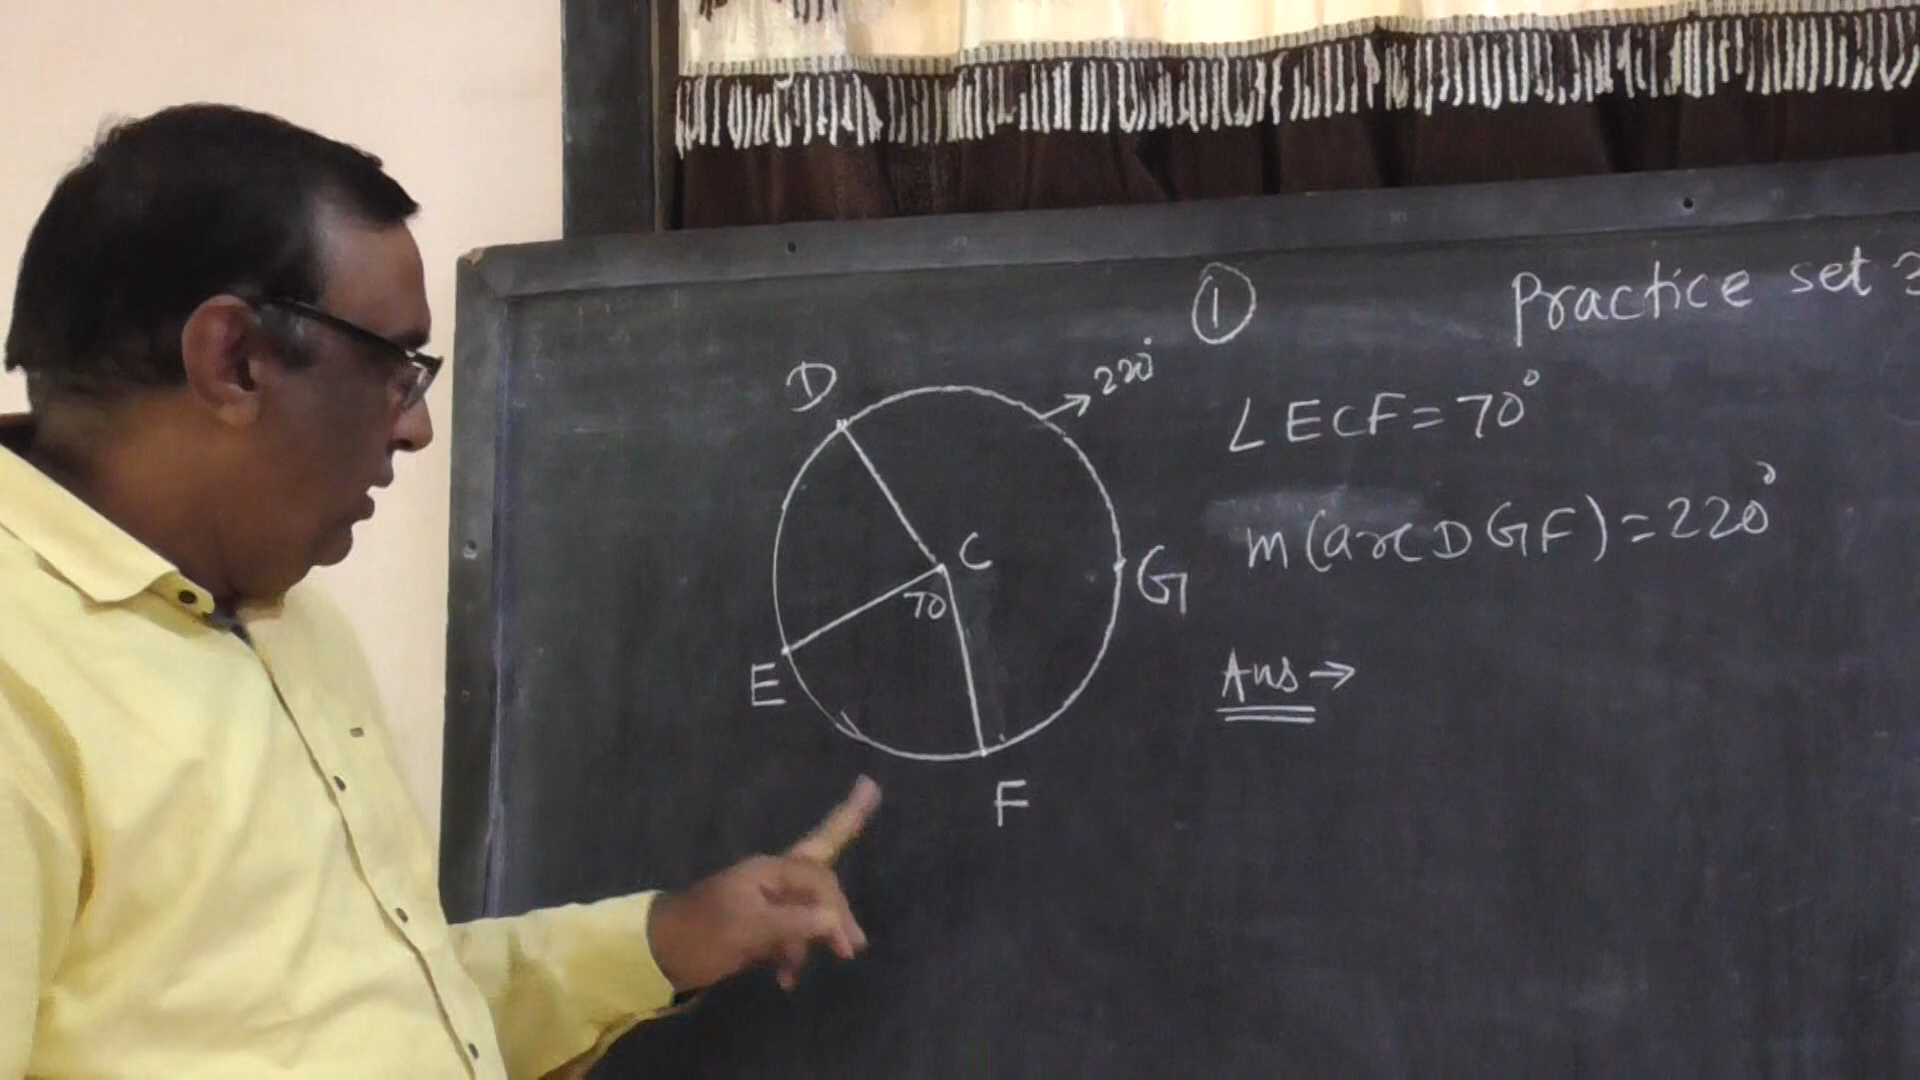 ①
Practice set 3
D
220°
∠ECF=70°
C
G
m(arc DGF)=220°
70
E
Ans→
F